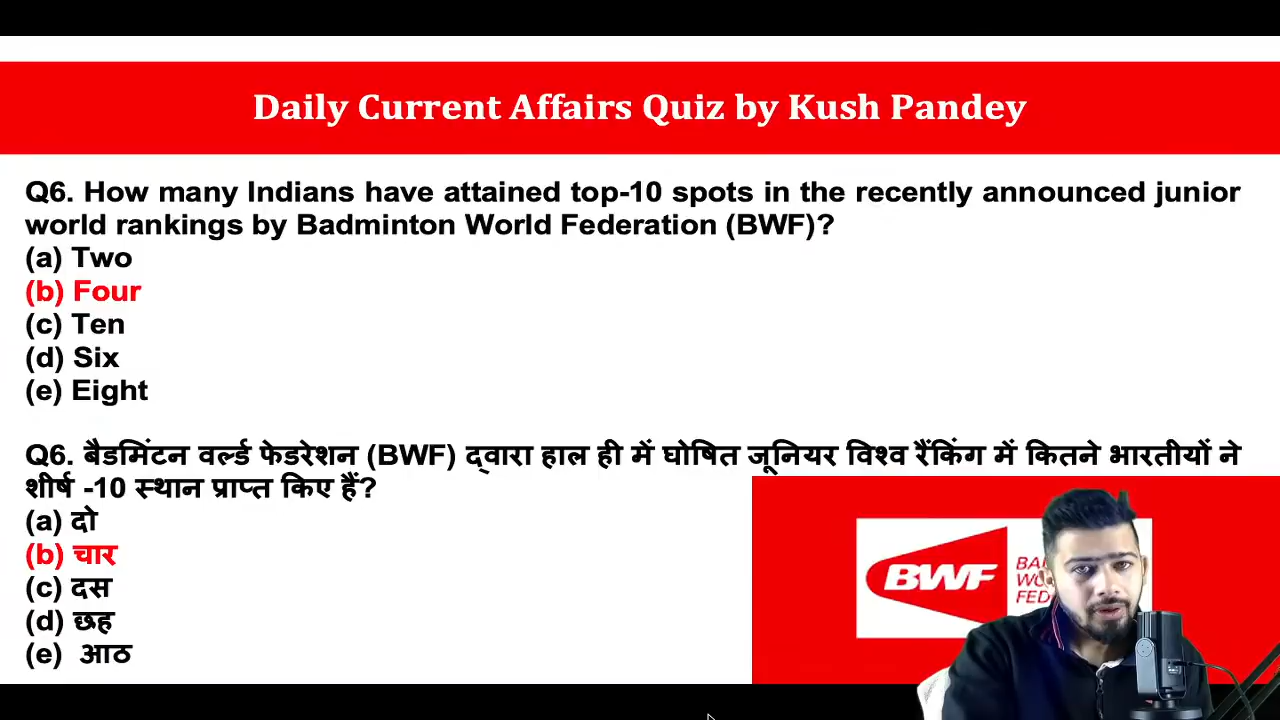 Daily Current Affairs Quiz by Kush Pandey
Q6. How many Indians have attained top-10 spots in the recently announced junior
world rankings by Badminton World Federation (BWF)?
(a) Two
(b) Four
(c) Ten
(d) Six
(e) Eight
Q6. बैडमिंटन वर्ल्ड फेडरेशन (BWF) द्वारा हाल ही में घोषित जूनियर विश्व रैंकिंग में कितने भारतीयों ने
शीर्ष -10 स्थान प्राप्त किए हैं?
(a) दो
(b) चार
(c) दस
(d) छह
(e) आठ
BWF